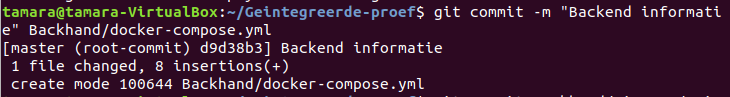 tamara@tamara-VirtualBox:~/Geintegreerde-proef$ git commit -m "Backend informati
e" Backhand/docker-compose.yml
[master (root-commit) d9d38b3] Backend informatie
 1 file changed, 8 insertions(+)
 create mode 100644 Backhand/docker-compose.yml